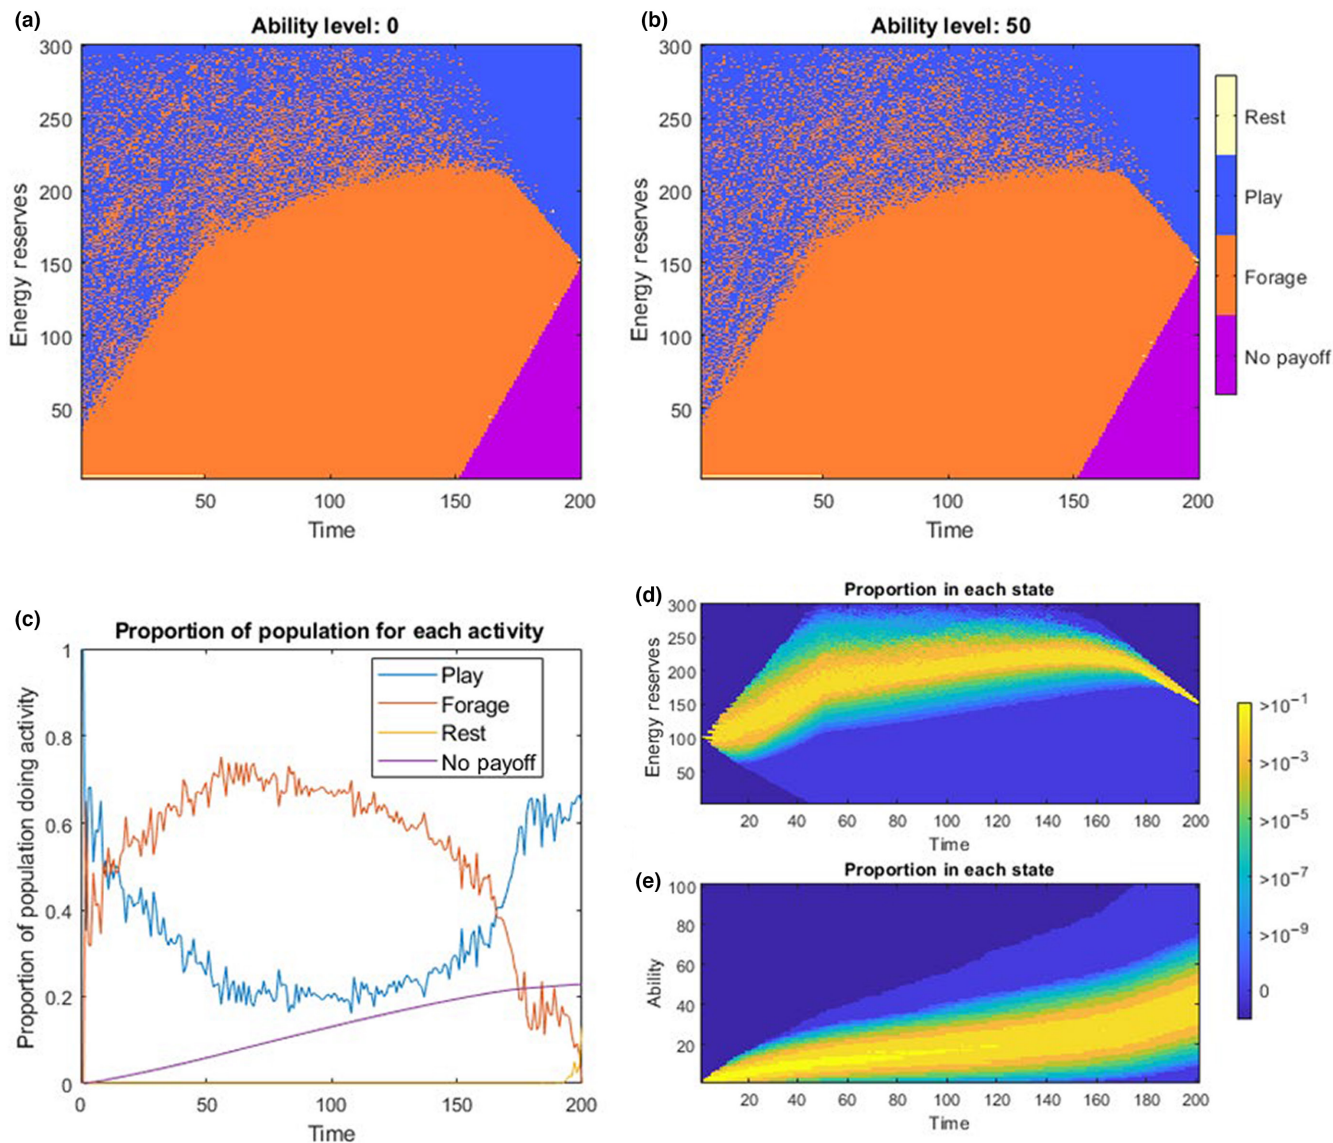 (a)
Ability level: 0
300
250
200
150
100
50
Energy reserves
50
100
150
200
Time
(b)
Ability level: 50
300
250
200
150
100
50
Energy reserves
50
100
150
200
Time
Rest
Play
Forage
No payoff
(c)
Proportion of population for each activity
1
0.8
0.6
0.4
0.2
0
Proportion of population doing activity
Play
Forage
Rest
No payoff
0
50
100
150
200
Time
(d)
Proportion in each state
300
250
200
150
100
50
Energy reserves
20
40
60
80
100
120
140
160
180
200
Time
(e)
Proportion in each state
100
80
60
40
20
Ability
20
40
60
80
100
120
140
160
180
200
Time
>10⁻¹
>10⁻³
>10⁻⁵
>10⁻⁷
>10⁻⁹
0